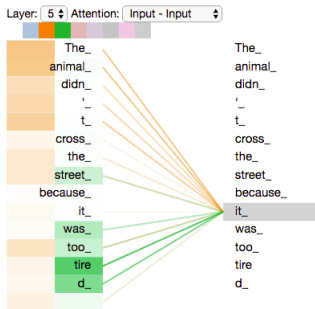 Layer: 5 Attention: Input - Input
The_ The_
animal_ animal_
didn_ didn_
'_ '_
t_ t_
cross_ cross_
the_ the_
street_ street_
because_ because_
it_ it_
was_ was_
too_ too_
tire tire
d_ d_